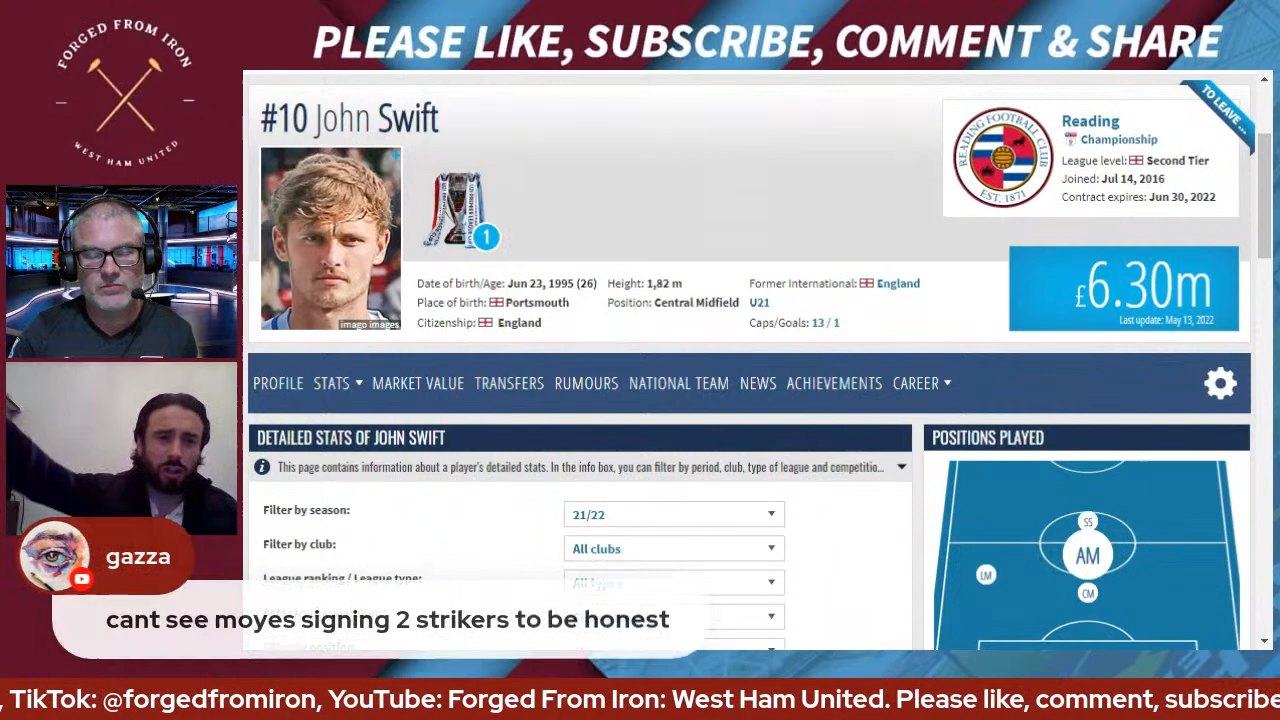 FORGED FROM IRON
WEST HAM UNITED
PLEASE LIKE, SUBSCRIBE, COMMENT & SHARE
#10 John Swift
TO LEAVE ...
READING FOOTBALL CLUB
EST. 1871
Reading
Championship
League level: Second Tier
Joined: Jul 14, 2016
Contract expires: Jun 30, 2022
1
imago images
Date of birth/Age: Jun 23, 1995 (26)
Place of birth: Portsmouth
Citizenship: England
Height: 1,82 m
Position: Central Midfield
Former International: England
U21
Caps/Goals: 13 / 1
£6.30m
Last update: May 13, 2022
PROFILE STATS MARKET VALUE TRANSFERS RUMOURS NATIONAL TEAM NEWS ACHIEVEMENTS CAREER
DETAILED STATS OF JOHN SWIFT
This page contains information about a player's detailed stats. In the info box, you can filter by period, club, type of league and competitio...
Filter by season: 21/22
Filter by club: All clubs
League ranking / League type: All types
POSITIONS PLAYED
SS
AM
LM
CM
gazza
cant see moyes signing 2 strikers to be honest
, TikTok: @forgedfromiron, YouTube: Forged From Iron: West Ham United. Please like, comment, subscribe